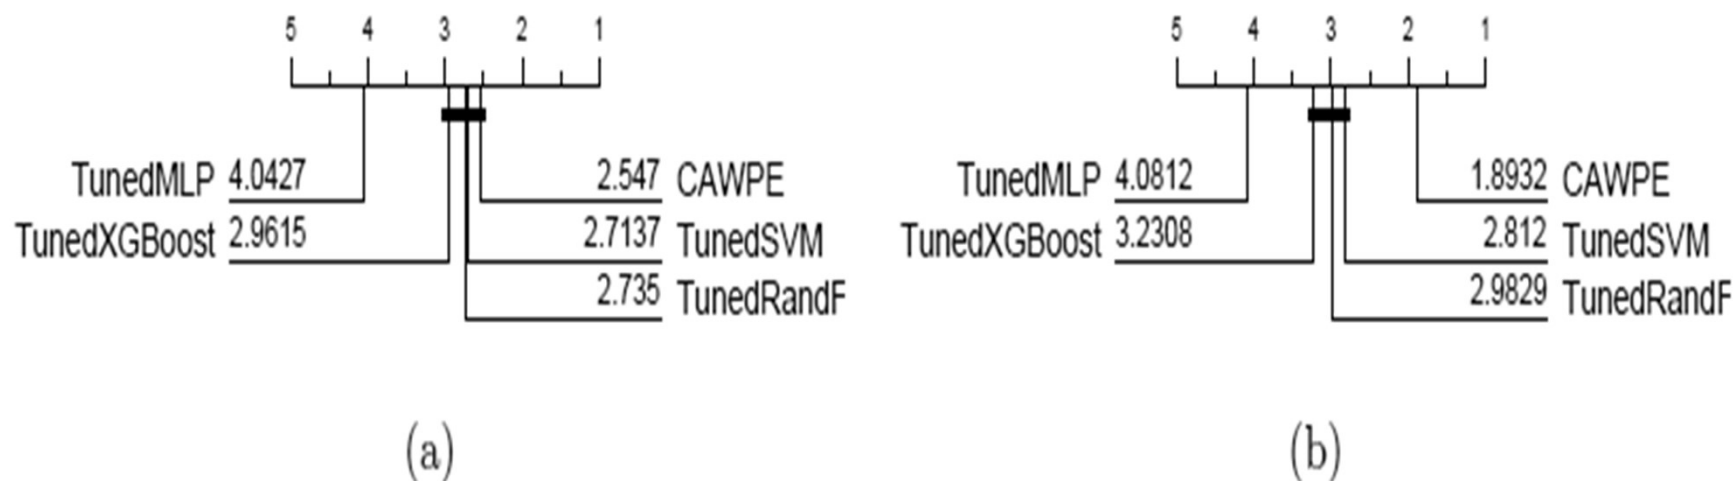 5 4 3 2 1
TunedMLP 4.0427 2.547 CAWPE
TunedXGBoost 2.9615 2.7137 TunedSVM
2.735 TunedRandF
(a)
5 4 3 2 1
TunedMLP 4.0812 1.8932 CAWPE
TunedXGBoost 3.2308 2.812 TunedSVM
2.9829 TunedRandF
(b)